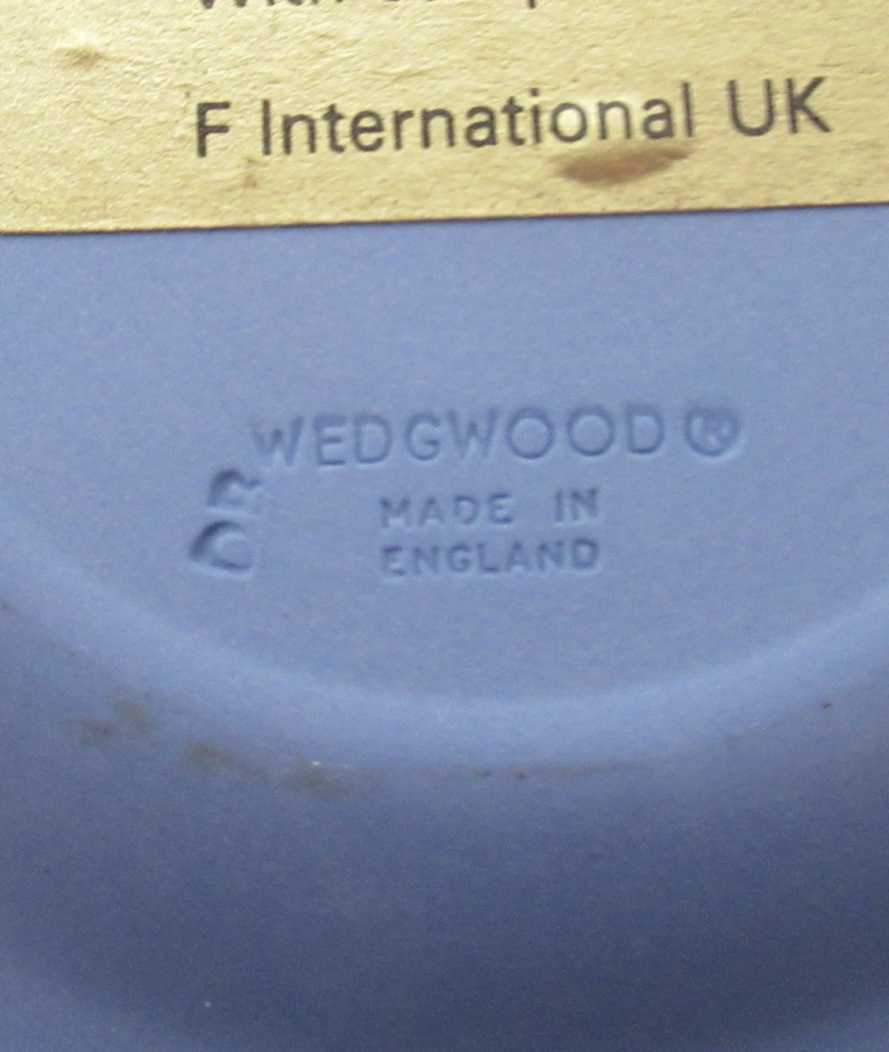 F International UK
WEDGWOOD ®
MADE IN
ENGLAND